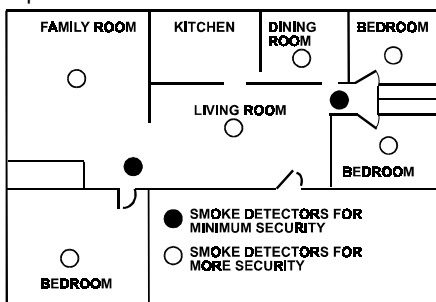 FAMILY ROOM
KITCHEN
DINING
ROOM
BEDROOM
LIVING ROOM
BEDROOM
SMOKE DETECTORS FOR
MINIMUM SECURITY
SMOKE DETECTORS FOR
MORE SECURITY
BEDROOM